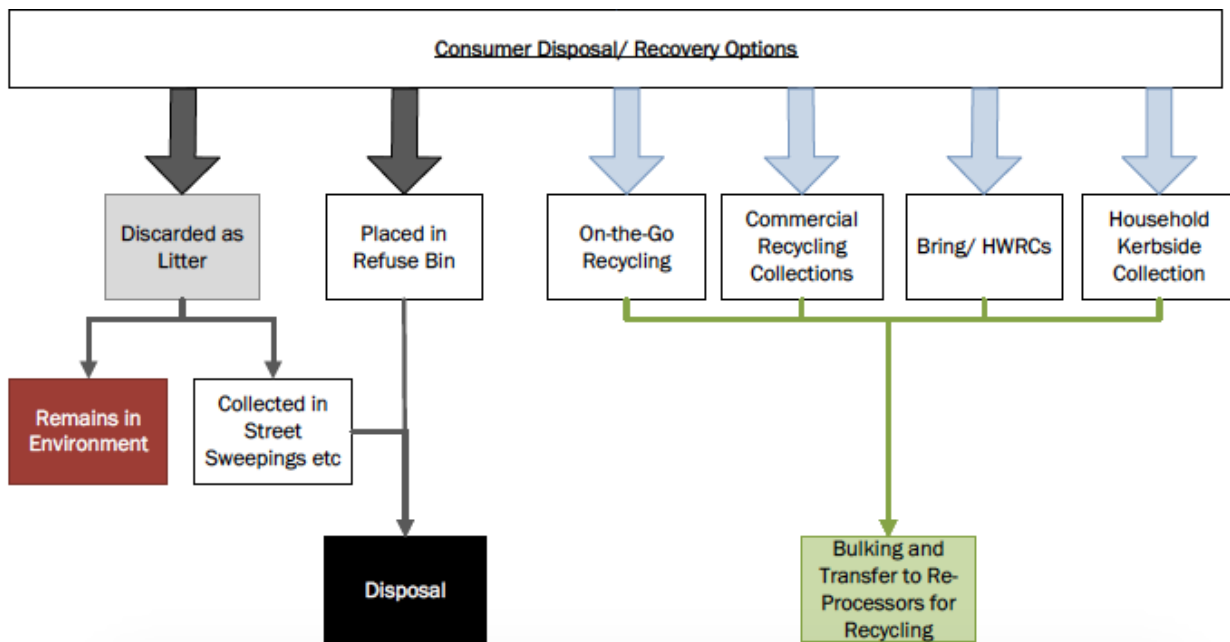 Consumer Disposal/ Recovery Options
Discarded as
Litter
Placed in
Refuse Bin
On-the-Go
Recycling
Commercial
Recycling
Collections
Bring/ HWRCs
Household
Kerbside
Collection
Remains in
Environment
Collected in
Street
Sweepings etc
Disposal
Bulking and
Transfer to Re-
Processors for
Recycling